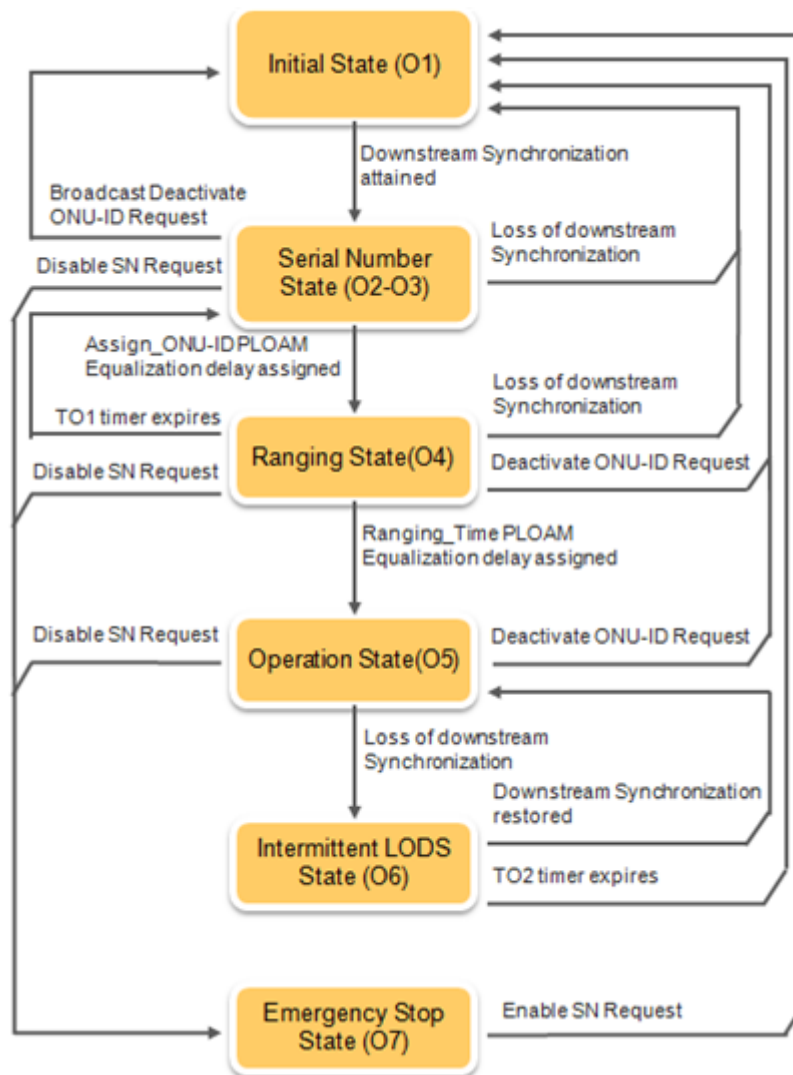 Initial State (O1)
Downstream Synchronization
attained
Broadcast Deactivate
ONU-ID Request
Loss of downstream
Synchronization
Serial Number
State (O2-O3)
Disable SN Request
Assign_ONU-ID PLOAM
Equalization delay assigned
Loss of downstream
Synchronization
TO1 timer expires
Ranging State(O4)
Deactivate ONU-ID Request
Disable SN Request
Ranging_Time PLOAM
Equalization delay assigned
Disable SN Request
Operation State(O5)
Deactivate ONU-ID Request
Loss of downstream
Synchronization
Downstream Synchronization
restored
Intermittent LODS
State (O6)
TO2 timer expires
Emergency Stop
State (O7)
Enable SN Request